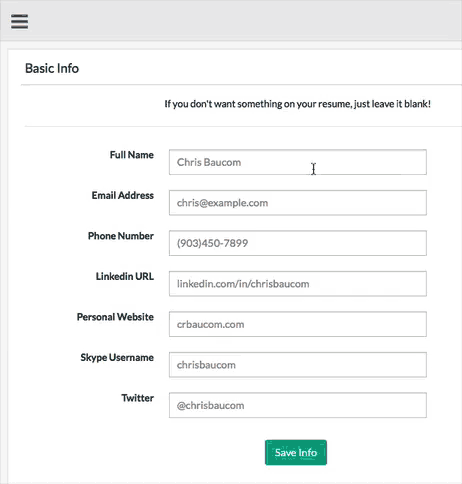 Basic Info
If you don't want something on your resume, just leave it blank!
Full Name
Chris Baucom
Email Address
chris@example.com
Phone Number
(903)450-7899
Linkedin URL
linkedin.com/in/chrisbaucom
Personal Website
crbaucom.com
Skype Username
chrisbaucom
Twitter
@chrisbaucom
Save Info